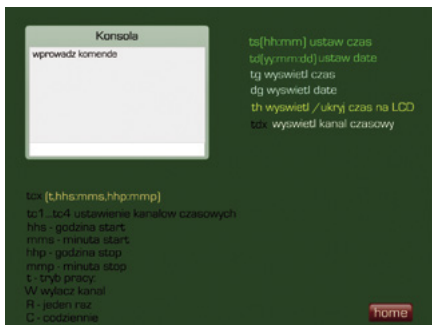 Konsola
wprowadz komende
ts[hh:mm] ustaw czas
td[yy:mm:dd] ustaw date
tg wyswietl czas
dg wyswietl date
th wyswietl / ukryj czas na LCD
tdx wyswietl kanal czasowy
tcx (t,hhs:mms,hhp:mmp)
tc1...tc4 ustawienie kanalow czasowych
hhs - godzina start
mms - minuta start
hhp - godzina stop
mmp - minuta stop
t - tryb pracy:
W wylacz kanal
R - jeden raz
C - codziennie
home